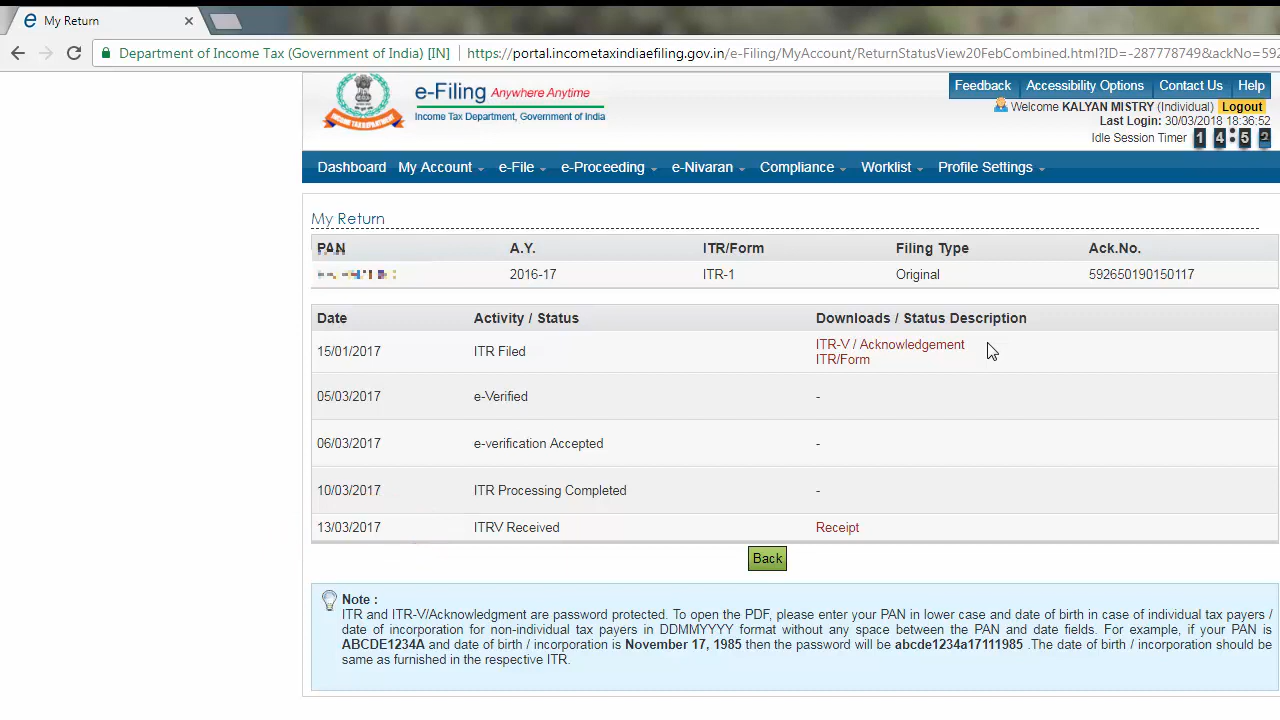 My Return
Department of Income Tax (Government of India) [IN] https://portal.incometaxindiaefiling.gov.in/e-Filing/MyAccount/ReturnStatusView20FebCombined.html?ID=-287778749&ackNo=592
e-Filing Anywhere Anytime
Income Tax Department, Government of India
Feedback Accessibility Options Contact Us Help
Welcome KALYAN MISTRY (Individual) Logout
Last Login: 30/03/2018 18:36:52
Idle Session Timer 1 4 : 5 2
Dashboard My Account e-File e-Proceeding e-Nivaran Compliance Worklist Profile Settings
My Return
PAN A.Y. ITR/Form Filing Type Ack.No.
2016-17 ITR-1 Original 592650190150117
Date Activity / Status Downloads / Status Description
15/01/2017 ITR Filed ITR-V / Acknowledgement
ITR/Form
05/03/2017 e-Verified -
06/03/2017 e-verification Accepted -
10/03/2017 ITR Processing Completed -
13/03/2017 ITRV Received Receipt
Back
Note :
ITR and ITR-V/Acknowledgment are password protected. To open the PDF, please enter your PAN in lower case and date of birth in case of individual tax payers /
date of incorporation for non-individual tax payers in DDMMYYYY format without any space between the PAN and date fields. For example, if your PAN is
ABCDE1234A and date of birth / incorporation is November 17, 1985 then the password will be abcde1234a17111985 .The date of birth / incorporation should be
same as furnished in the respective ITR.